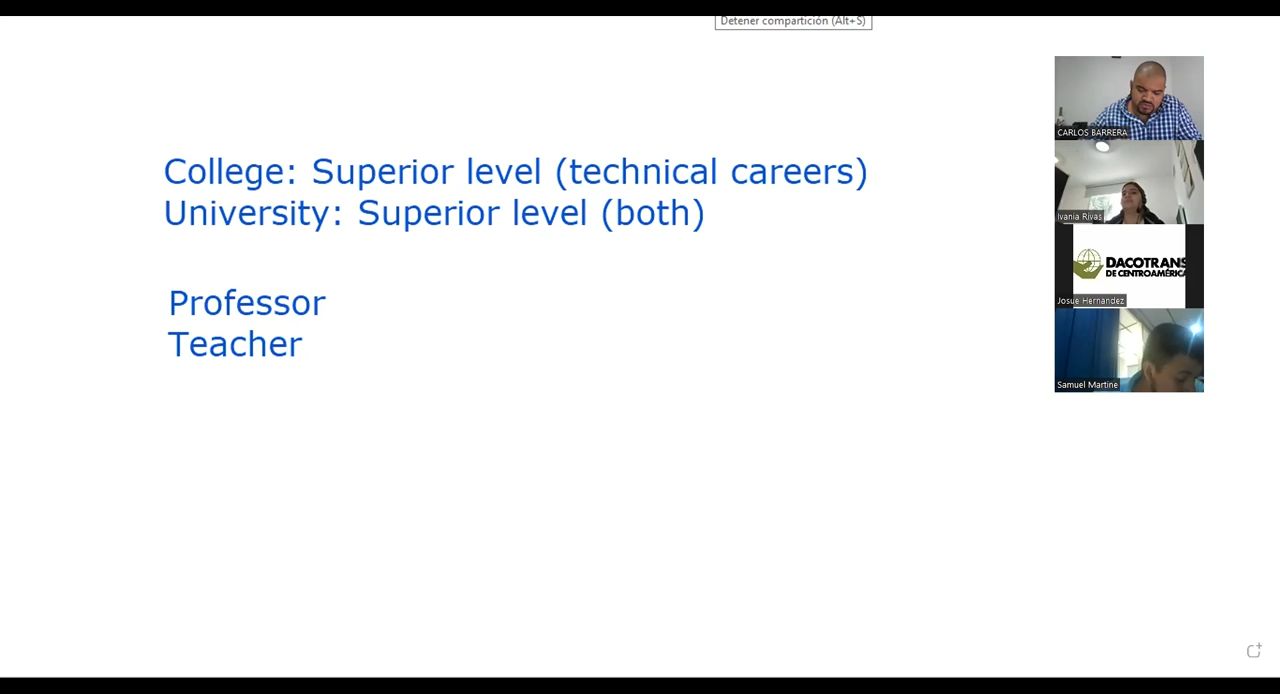 Detener compartición (Alt+S)
College: Superior level (technical careers)
University: Superior level (both)
Professor
Teacher
CARLOS BARRERA
Ivania Rivas
DACOTRANS
DE CENTROAMÉRICA
Josue Hernandez
Samuel Martine